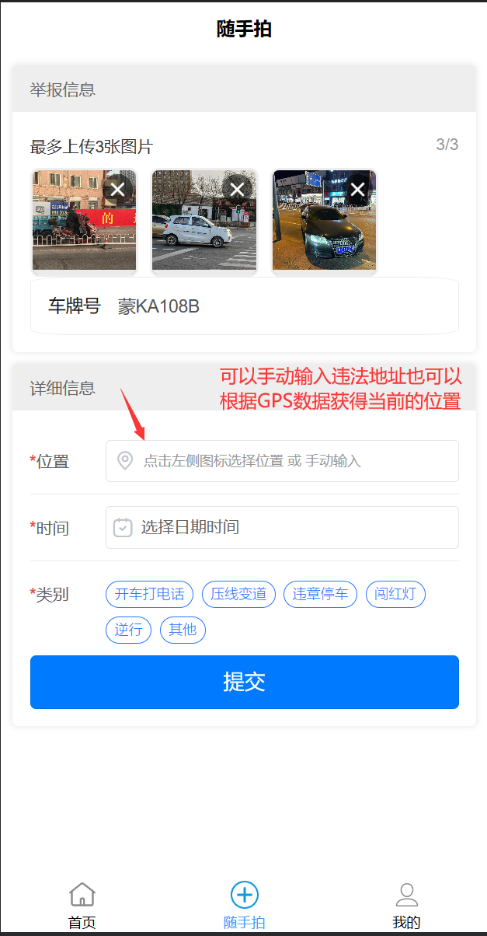 随手拍
举报信息
最多上传3张图片
3/3
的
车牌号 蒙KA108B
详细信息
可以手动输入违法地址也可以
根据GPS数据获得当前的位置
*位置
点击左侧图标选择位置 或 手动输入
*时间
选择日期时间
*类别
开车打电话 压线变道 违章停车 闯红灯
逆行 其他
提交
首页 随手拍 我的